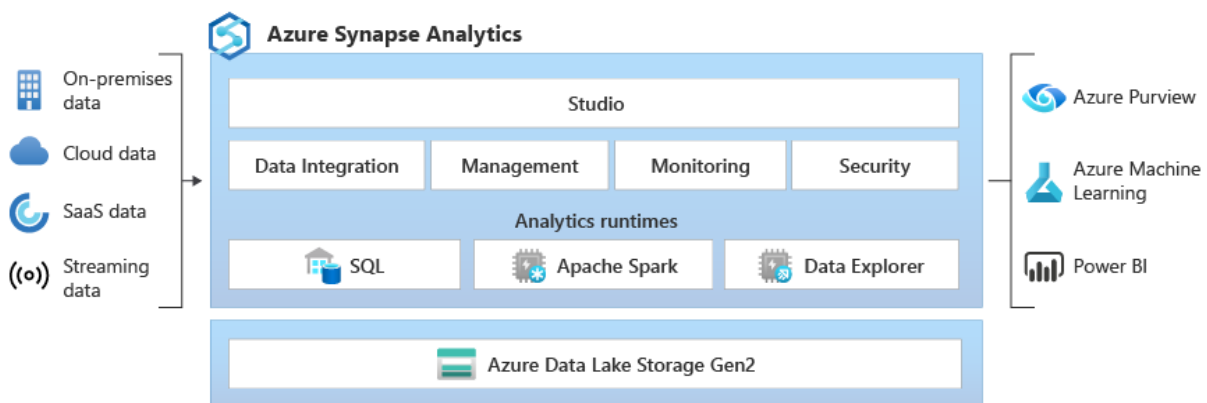 Azure Synapse Analytics
On-premises
data
Cloud data
SaaS data
Streaming
data
Studio
Data Integration
Management
Monitoring
Security
Analytics runtimes
SQL
Apache Spark
Data Explorer
Azure Data Lake Storage Gen2
Azure Purview
Azure Machine
Learning
Power BI